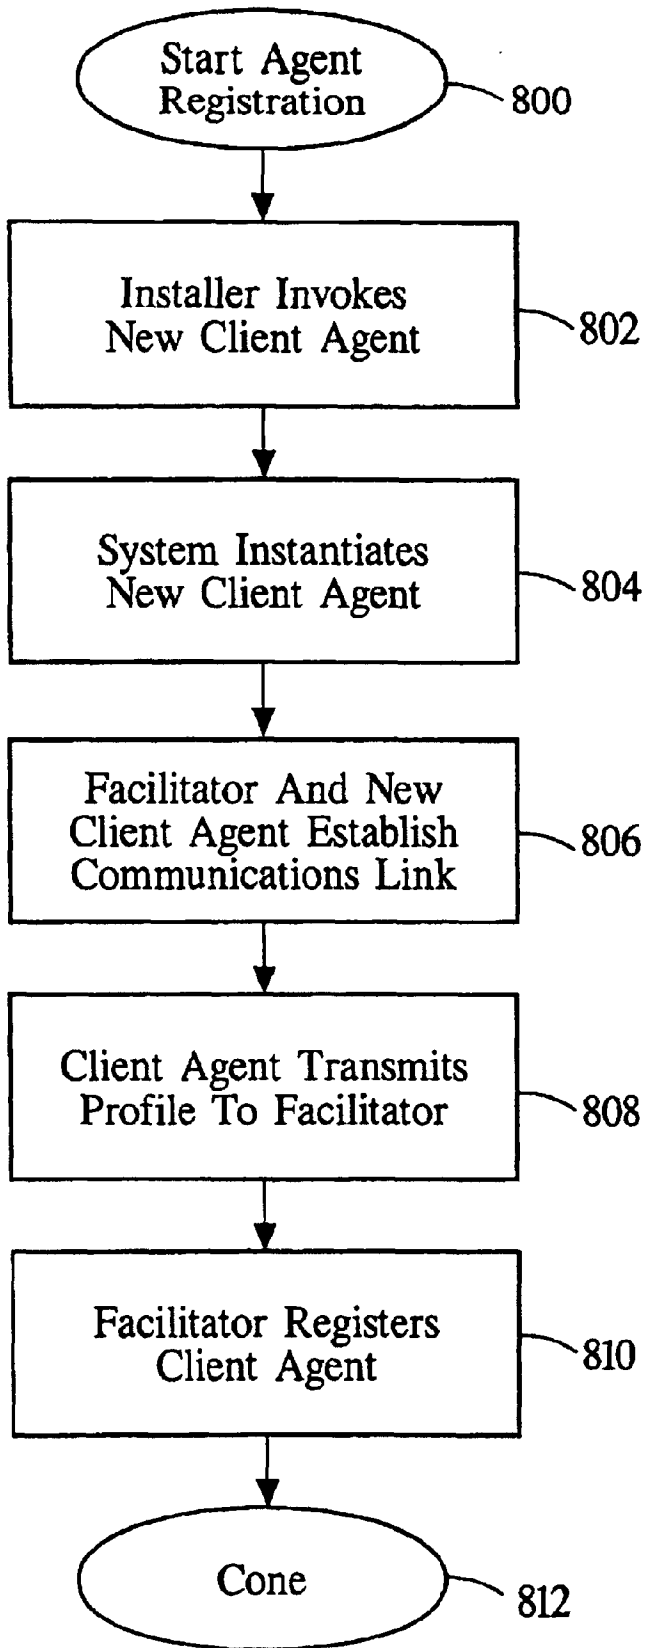 Start Agent
Registration
800
Installer Invokes
New Client Agent
802
System Instantiates
New Client Agent
804
Facilitator And New
Client Agent Establish
Communications Link
806
Client Agent Transmits
Profile To Facilitator
808
Facilitator Registers
Client Agent
810
Cone
812